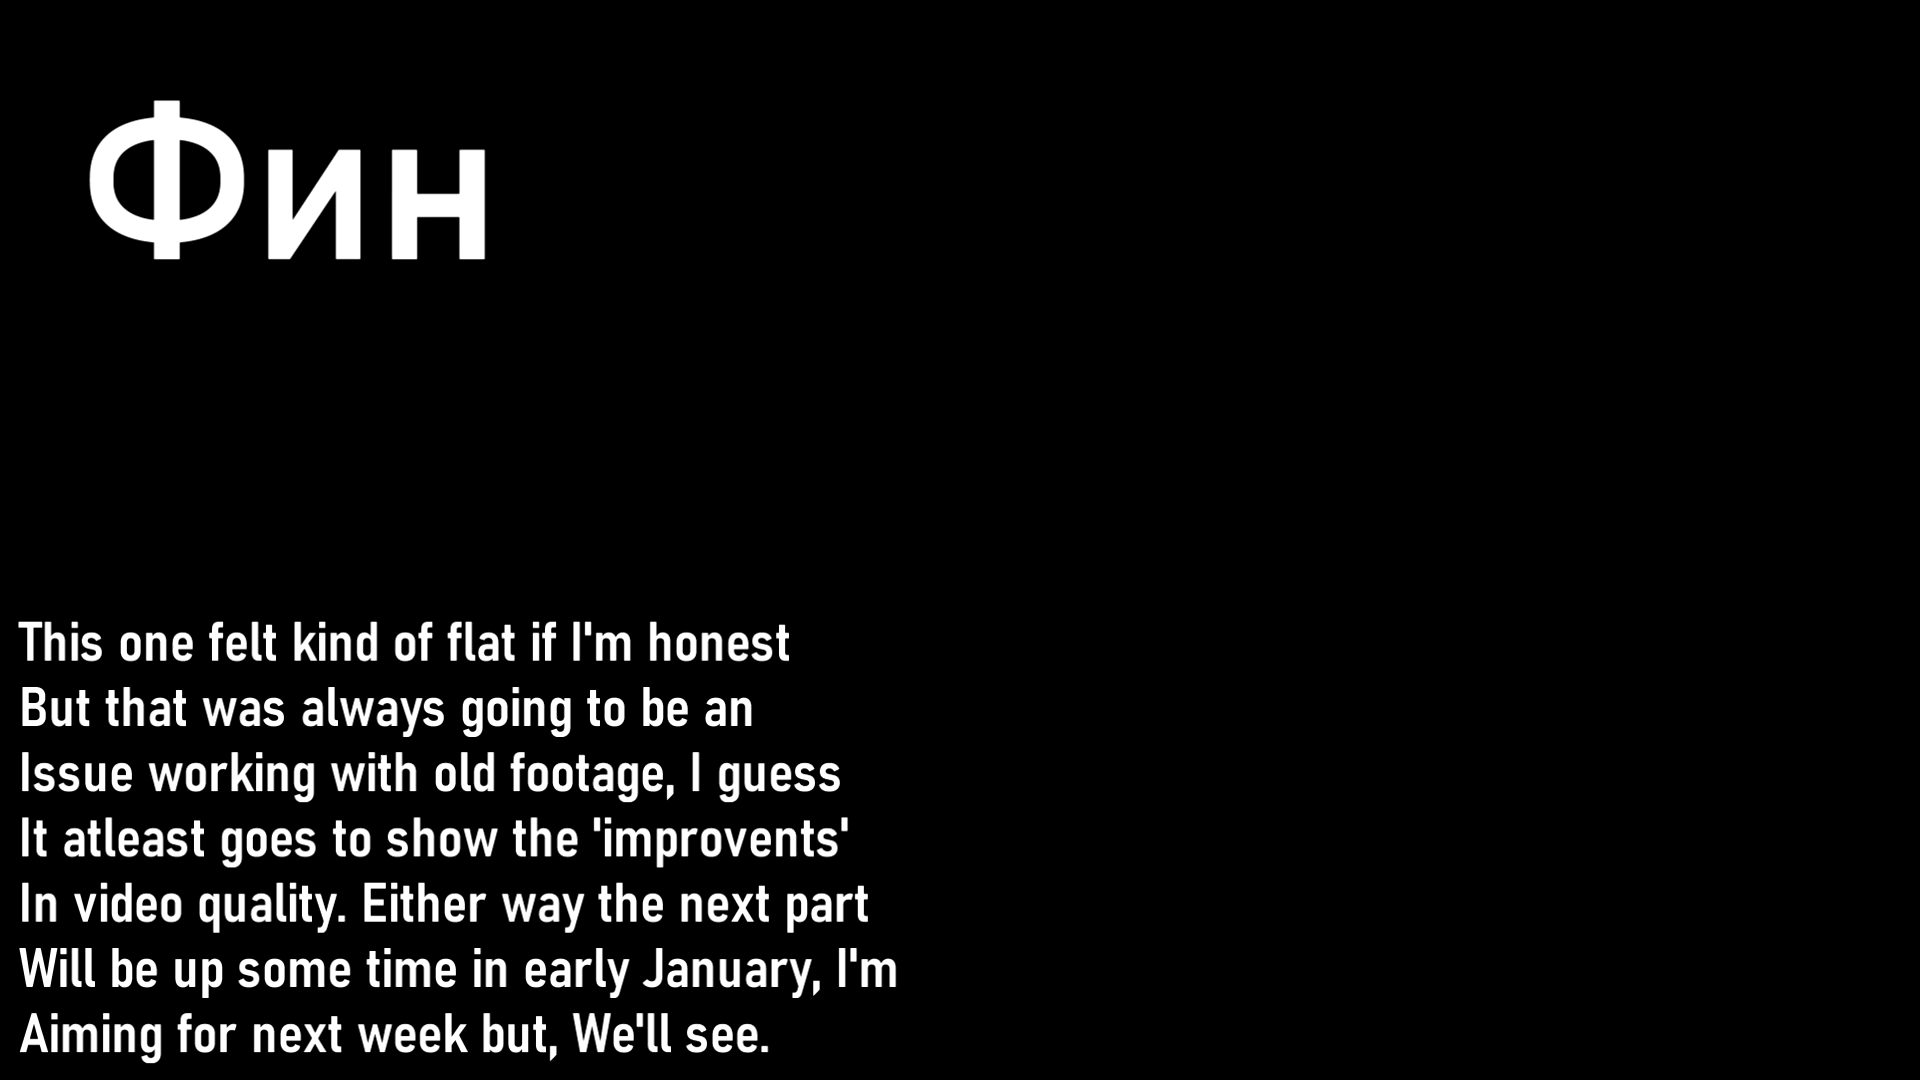 Фин
This one felt kind of flat if I'm honest
But that was always going to be an
Issue working with old footage, I guess
It atleast goes to show the 'improvents'
In video quality. Either way the next part
Will be up some time in early January, I'm
Aiming for next week but, We'll see.